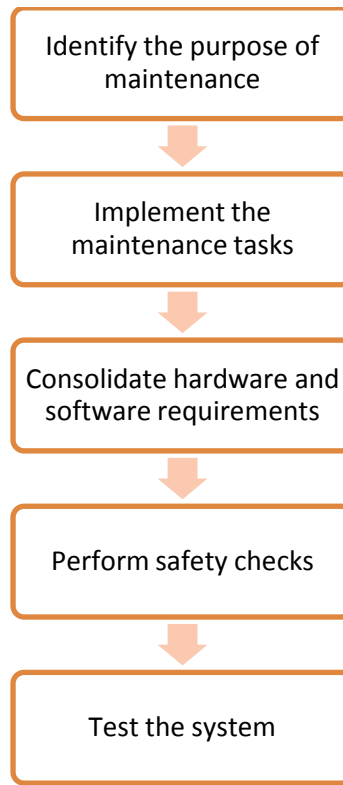 Identify the purpose of
maintenance
Implement the
maintenance tasks
Consolidate hardware and
software requirements
Perform safety checks
Test the system